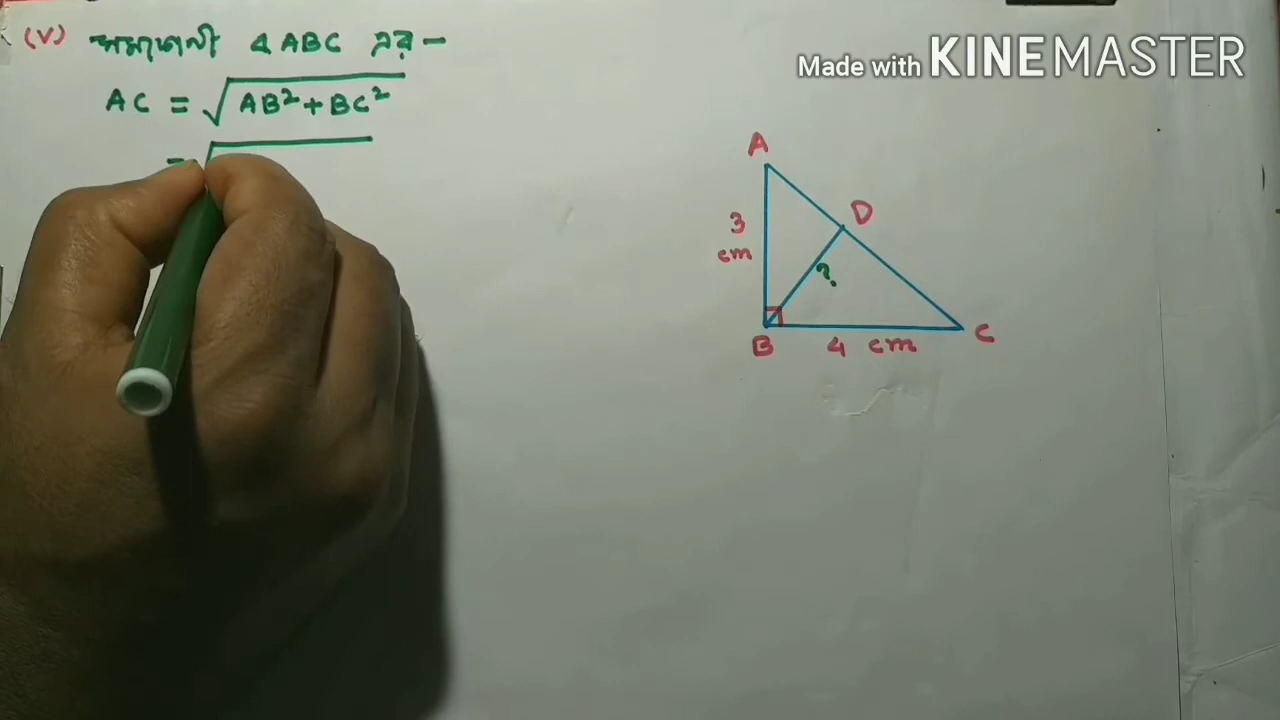 (v) সমকোণী ⊿ ABC এর –
AC = √AB²+BC²
= √
Made with KINEMASTER
A
D
3
cm
?
B
4 cm
C